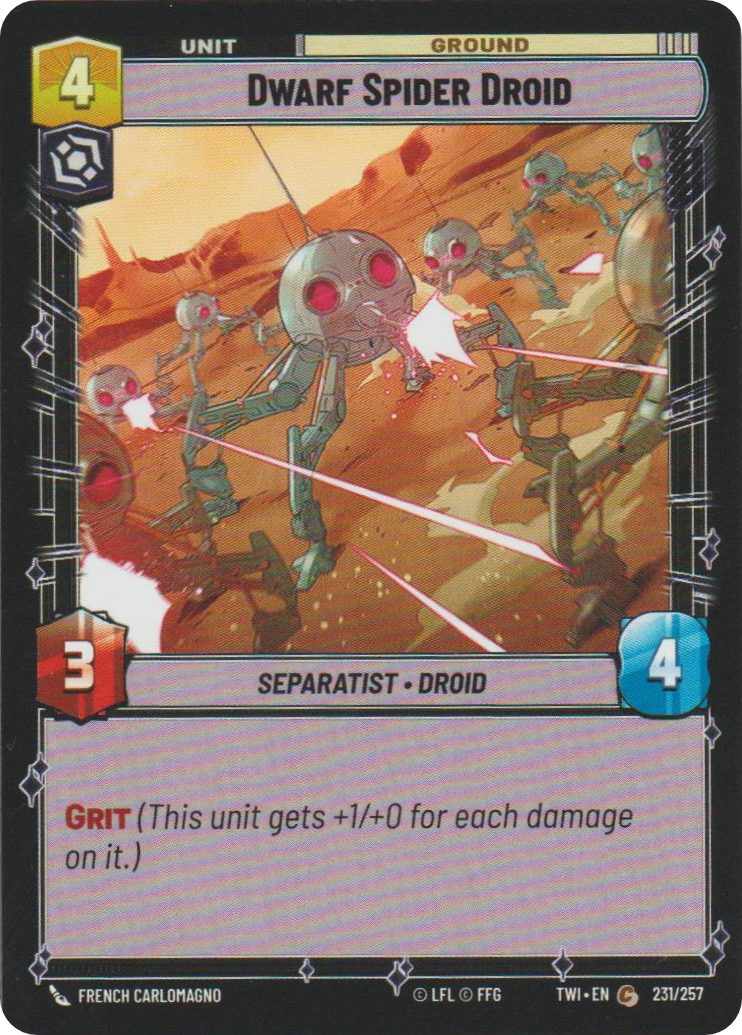 UNIT
GROUND
4
DWARF SPIDER DROID
3
SEPARATIST • DROID
4
GRIT (This unit gets +1/+0 for each damage
on it.)
FRENCH CARLOMAGNO
© LFL © FFG
TWI • EN C 231/257